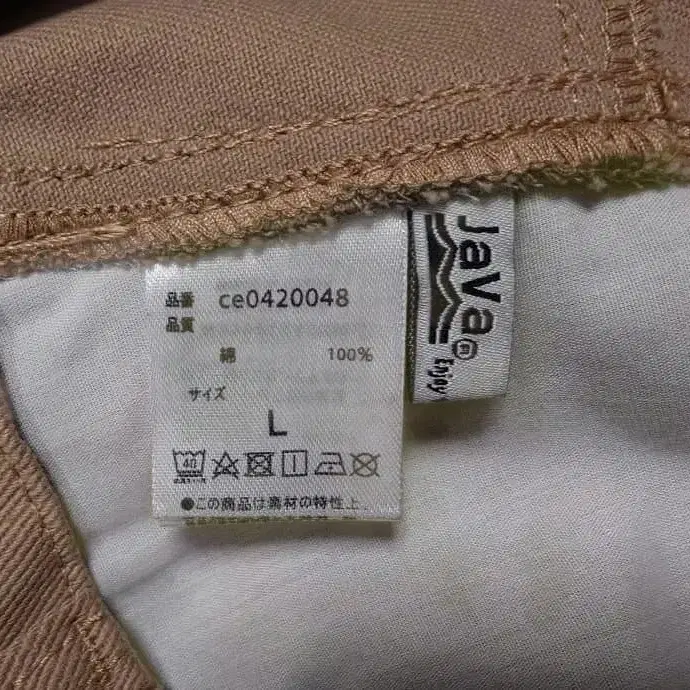 品番 ce0420048
品質
綿 100%
サイズ
L
40
●この商品は素材の特性上、
Java
®
Enjoy